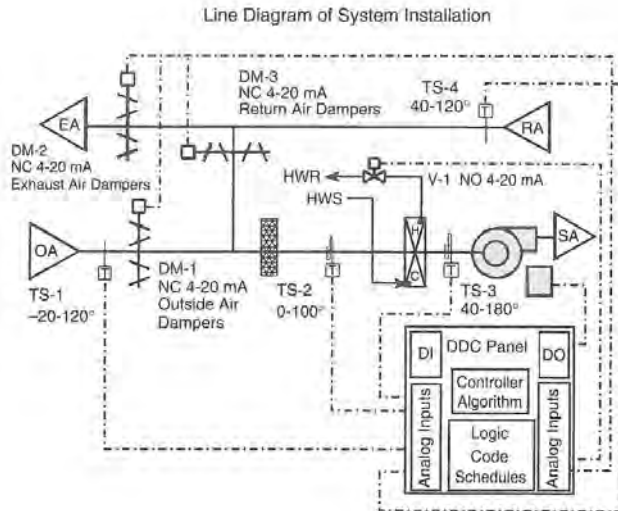 Line Diagram of System Installation
DM-3
NC 4-20 mA
Return Air Dampers
TS-4
40-120°
T
EA
RA
DM-2
NC 4-20 mA
Exhaust Air Dampers
HWR
V-1 NO 4-20 mA
HWS
OA
H
C
SA
T
T
T
DM-1
NC 4-20 mA
Outside Air
Dampers
TS-1
–20-120°
TS-2
0-100°
TS-3
40-180°
DI
DDC Panel
DO
Controller
Algorithm
Analog Inputs
Logic
Code
Schedules
Analog Inputs